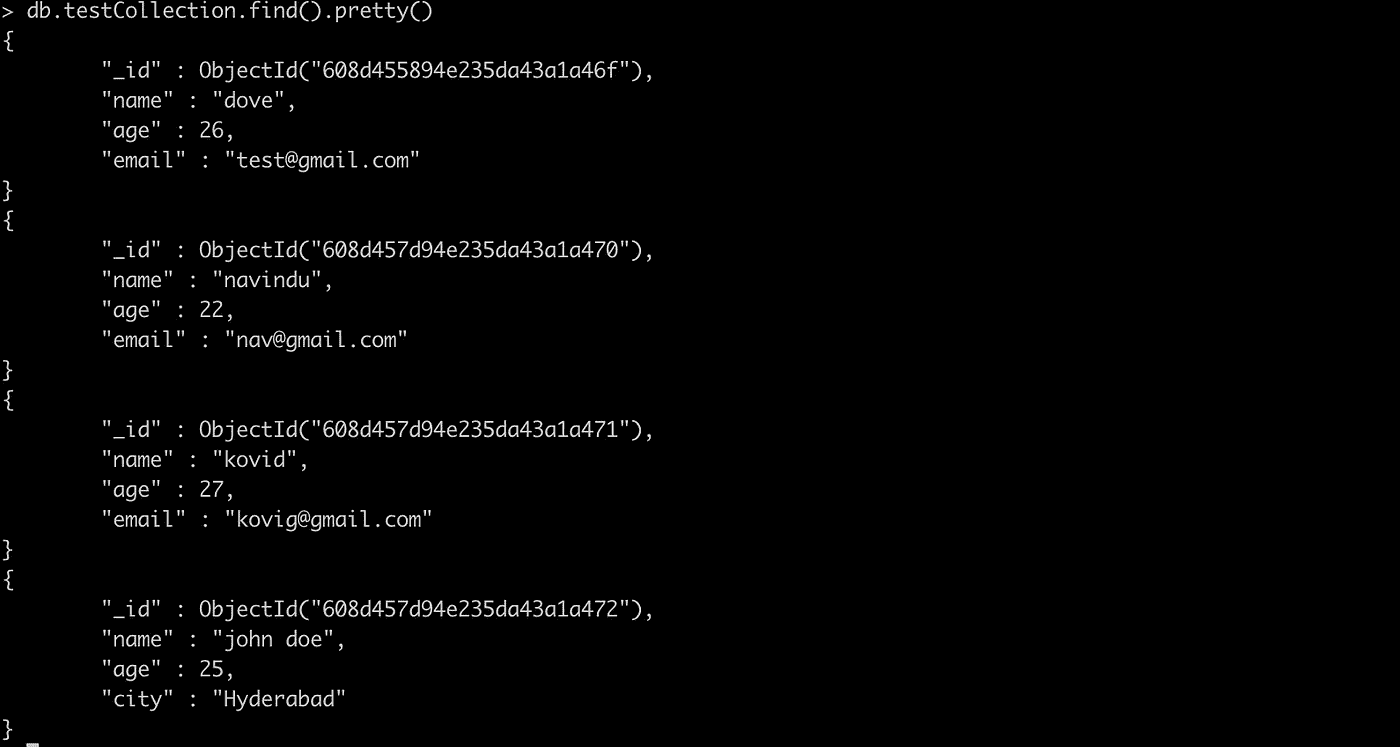 > db.testCollection.find().pretty()
{
        "_id" : ObjectId("608d455894e235da43a1a46f"),
        "name" : "dove",
        "age" : 26,
        "email" : "test@gmail.com"
}
{
        "_id" : ObjectId("608d457d94e235da43a1a470"),
        "name" : "navindu",
        "age" : 22,
        "email" : "nav@gmail.com"
}
{
        "_id" : ObjectId("608d457d94e235da43a1a471"),
        "name" : "kovid",
        "age" : 27,
        "email" : "kovig@gmail.com"
}
{
        "_id" : ObjectId("608d457d94e235da43a1a472"),
        "name" : "john doe",
        "age" : 25,
        "city" : "Hyderabad"
}